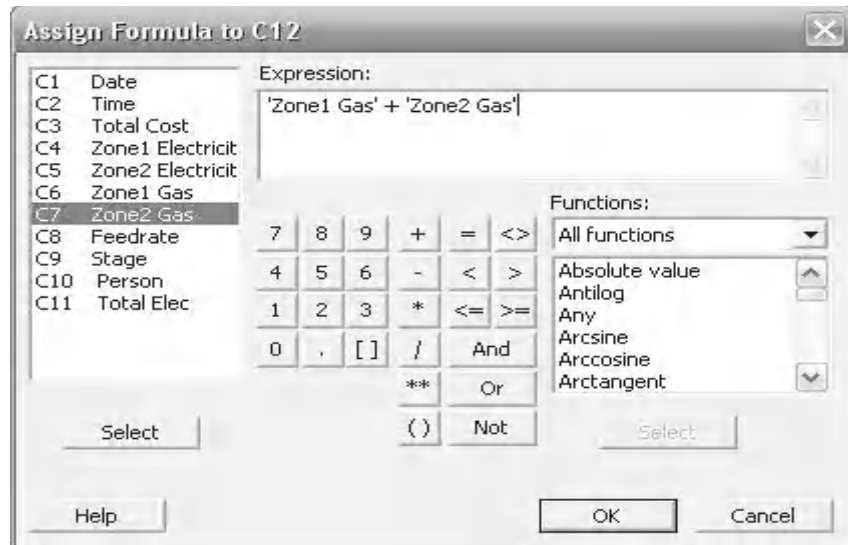 Assign Formula to C12
C1 Date
C2 Time
C3 Total Cost
C4 Zone1 Electricit
C5 Zone2 Electricit
C6 Zone1 Gas
C7 Zone2 Gas
C8 Feedrate
C9 Stage
C10 Person
C11 Total Elec
Select
Expression:
'Zone1 Gas' + 'Zone2 Gas'
7 8 9 + = <>
4 5 6 - < >
1 2 3 * <= >=
0 . [ ] / And
** Or
( ) Not
Functions:
All functions
Absolute value
Antilog
Any
Arcsine
Arccosine
Arctangent
Select
Help
OK
Cancel